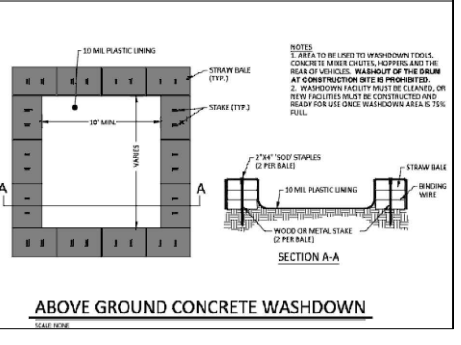 10 MIL PLASTIC LINING
STRAW BALE
(TYP.)
STAKE (TYP.)
10' MIN.
VARIES
A
A
NOTES
1. AREA TO BE USED TO WASHDOWN TOOLS,
CONCRETE MIXER CHUTES, HOPPERS AND THE
REAR OF VEHICLES. WASHOUT OF THE DRUM
AT CONSTRUCTION SITE IS PROHIBITED.
2. WASHDOWN FACILITY MUST BE CLEANED, OR
NEW FACILITIES MUST BE CONSTRUCTED AND
READY FOR USE ONCE WASHDOWN AREA IS 75%
FULL.
2"X4" 'SOD' STAPLES
(2 PER BALE)
STRAW BALE
10 MIL PLASTIC LINING
BINDING
WIRE
WOOD OR METAL STAKE
(2 PER BALE)
SECTION A-A
ABOVE GROUND CONCRETE WASHDOWN
SCALE: NONE